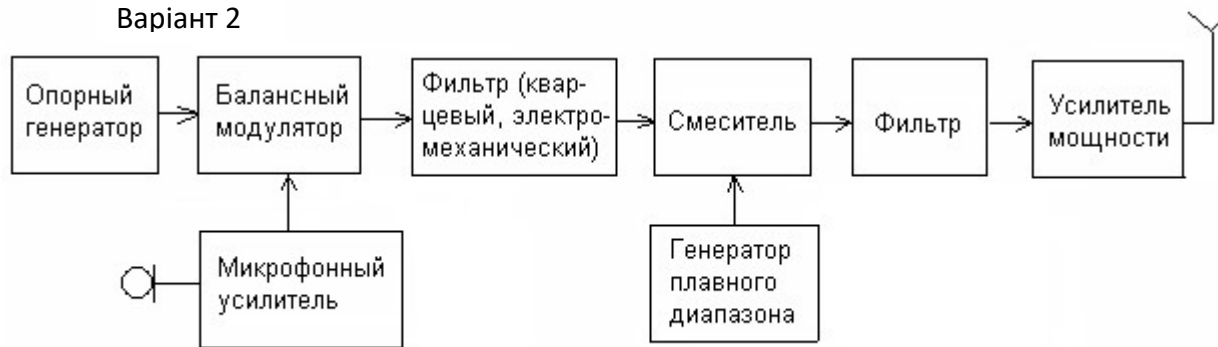 Варіант 2
Опорный
генератор
Балансный
модулятор
Фильтр (квар-
цевый, электро-
механический)
Смеситель
Фильтр
Усилитель
мощности
Микрофонный
усилитель
Генератор
плавного
диапазона